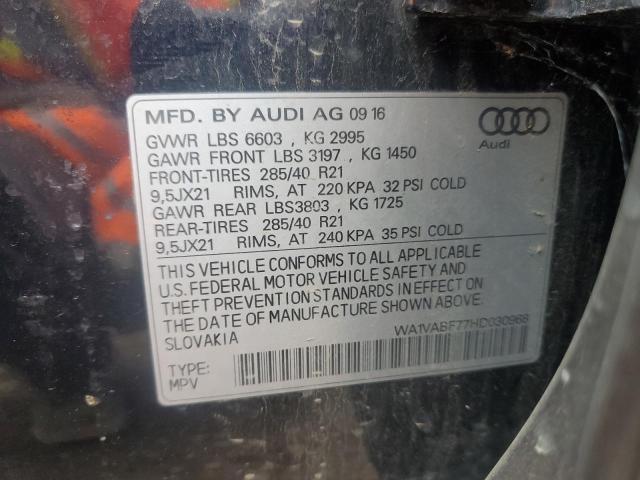 MFD. BY AUDI AG 09 16
GVWR LBS 6603 , KG 2995
GAWR FRONT LBS 3197 , KG 1450
FRONT-TIRES 285/40 R21
9,5JX21 RIMS, AT 220 KPA 32 PSI COLD
GAWR REAR LBS3803 , KG 1725
REAR-TIRES 285/40 R21
9,5JX21 RIMS, AT 240 KPA 35 PSI COLD
THIS VEHICLE CONFORMS TO ALL APPLICABLE
U.S. FEDERAL MOTOR VEHICLE SAFETY AND
THEFT PREVENTION STANDARDS IN EFFECT ON
THE DATE OF MANUFACTURE SHOWN ABOVE.
SLOVAKIA
WA1VABF77HD030968
TYPE:
MPV
Audi